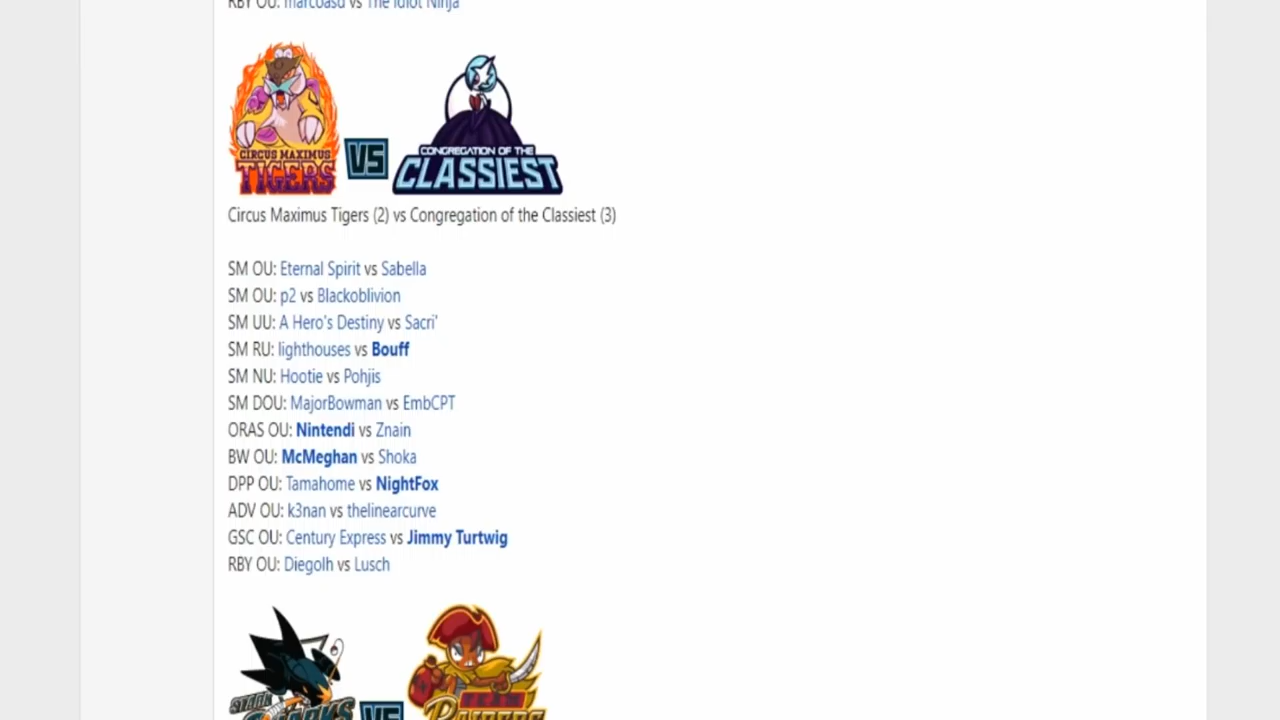 RBY OU: marcoasd vs The Idiot Ninja
CIRCUS MAXIMUS
TIGERS
VS
CONGREGATION OF THE
CLASSIEST
Circus Maximus Tigers (2) vs Congregation of the Classiest (3)
SM OU: Eternal Spirit vs Sabella
SM OU: p2 vs Blackoblivion
SM UU: A Hero's Destiny vs Sacri'
SM RU: lighthouses vs Bouff
SM NU: Hootie vs Pohjis
SM DOU: MajorBowman vs EmbCPT
ORAS OU: Nintendi vs Znain
BW OU: McMeghan vs Shoka
DPP OU: Tamahome vs NightFox
ADV OU: k3nan vs thelinearcurve
GSC OU: Century Express vs Jimmy Turtwig
RBY OU: Diegolh vs Lusch
STARK
SHARKS
VS
TEAM
RAIDERS